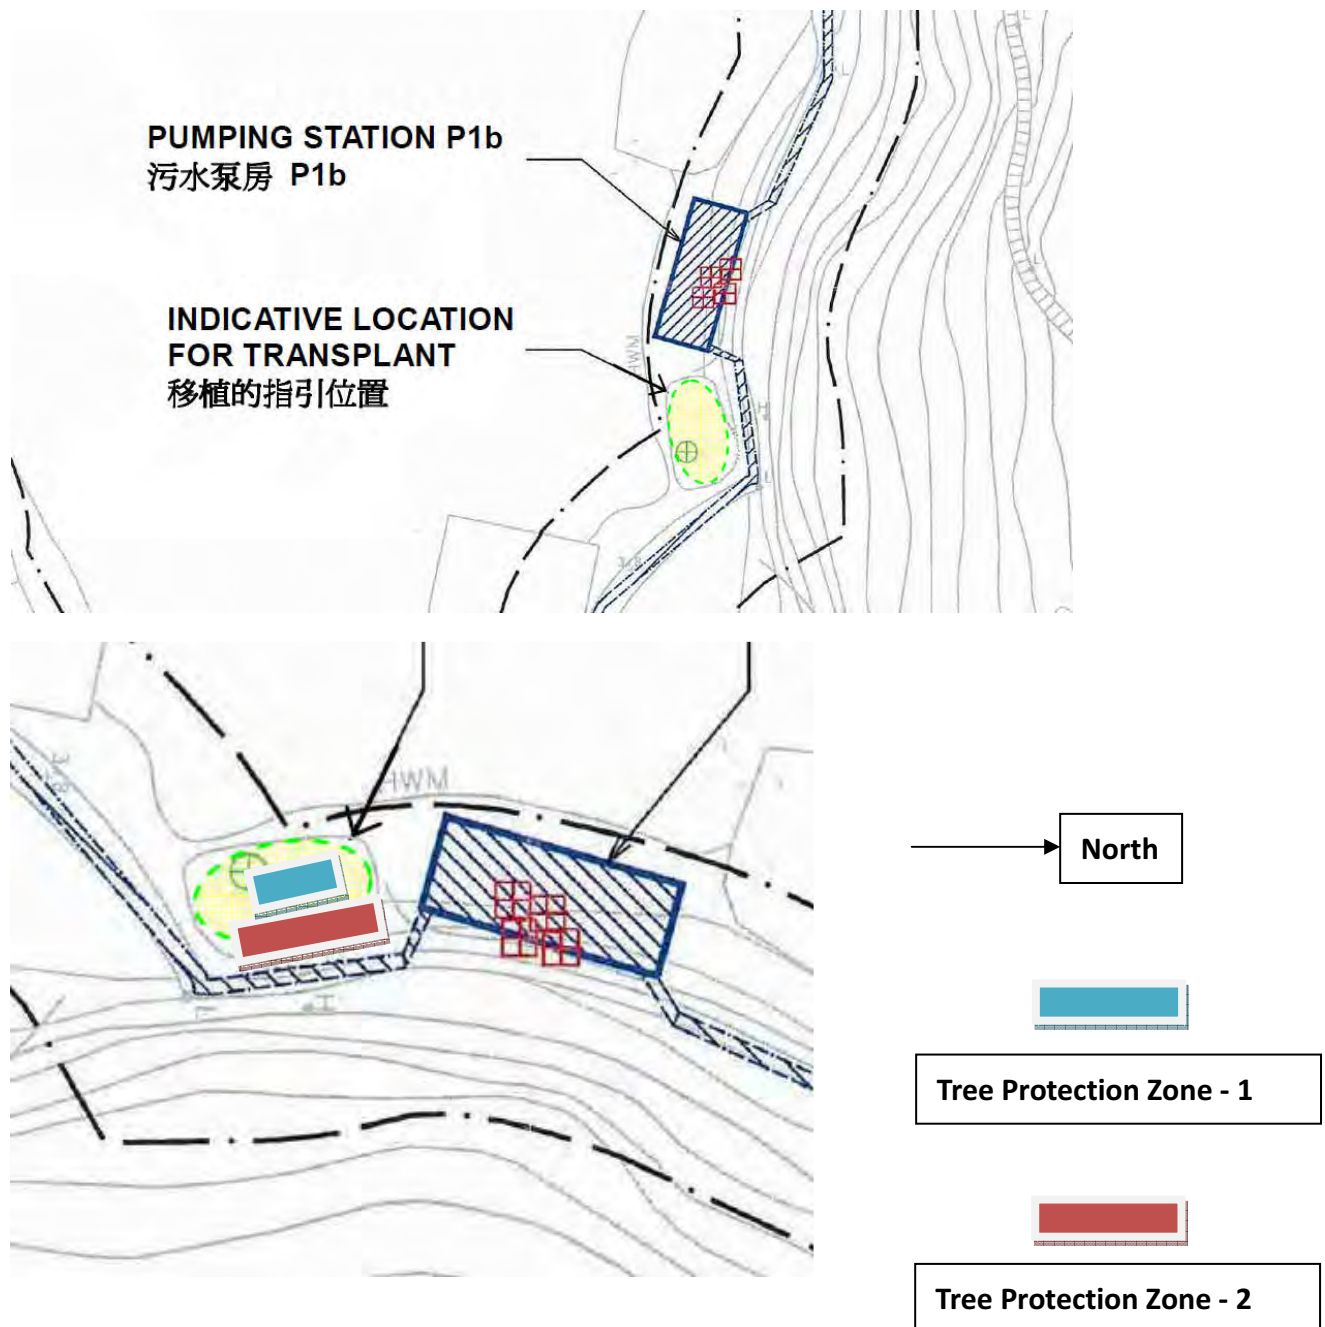 PUMPING STATION P1b
污水泵房 P1b
INDICATIVE LOCATION
FOR TRANSPLANT
移植的指引位置
HWM
HWM
North
Tree Protection Zone - 1
Tree Protection Zone - 2